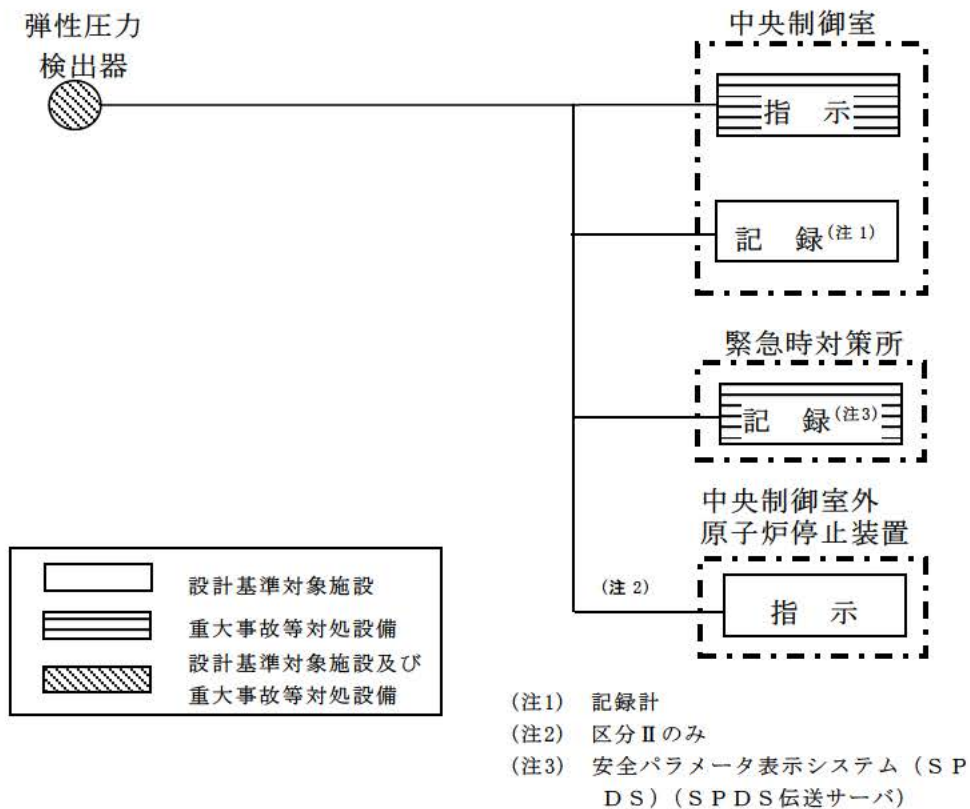 弾性圧力
検出器
中央制御室
指 示
記 録(注1)
緊急時対策所
記 録(注3)
中央制御室外
原子炉停止装置
(注2)
指 示
設計基準対象施設
重大事故等対処設備
設計基準対象施設及び
重大事故等対処設備
(注1) 記録計
(注2) 区分Ⅱのみ
(注3) 安全パラメータ表示システム（ＳＰ
ＤＳ）（ＳＰＤＳ伝送サーバ）